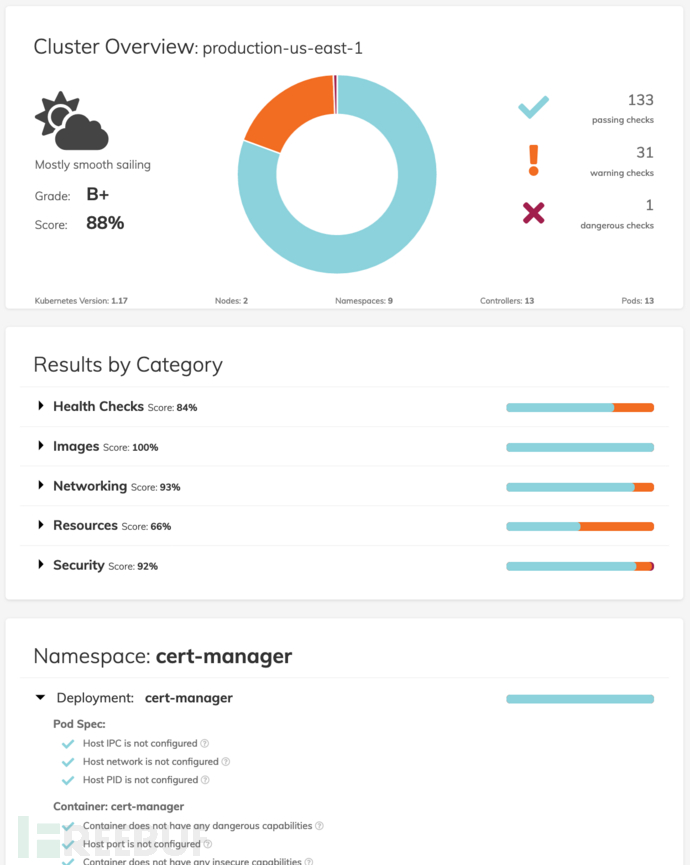 Cluster Overview: production-us-east-1
Mostly smooth sailing
Grade: B+
Score: 88%
133
passing checks
31
warning checks
1
dangerous checks
Kubernetes Version: 1.17 Nodes: 2 Namespaces: 9 Controllers: 13 Pods: 13
Results by Category
Health Checks Score: 84%
Images Score: 100%
Networking Score: 93%
Resources Score: 66%
Security Score: 92%
Namespace: cert-manager
Deployment: cert-manager
Pod Spec:
Host IPC is not configured
Host network is not configured
Host PID is not configured
Container: cert-manager
Container does not have any dangerous capabilities
Host port is not configured
Container does not have any insecure capabilities
FREEBUF